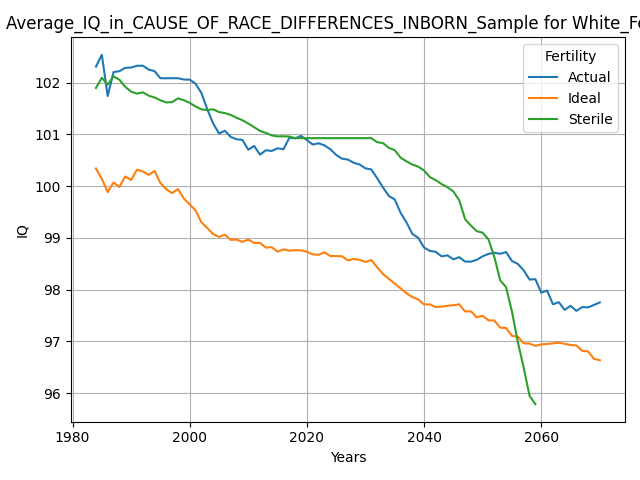 Average_IQ_in_CAUSE_OF_RACE_DIFFERENCES_INBORN_Sample for White_Fe
Fertility
Actual
Ideal
Sterile
102
101
100
99
98
97
96
IQ
1980
2000
2020
2040
2060
Years